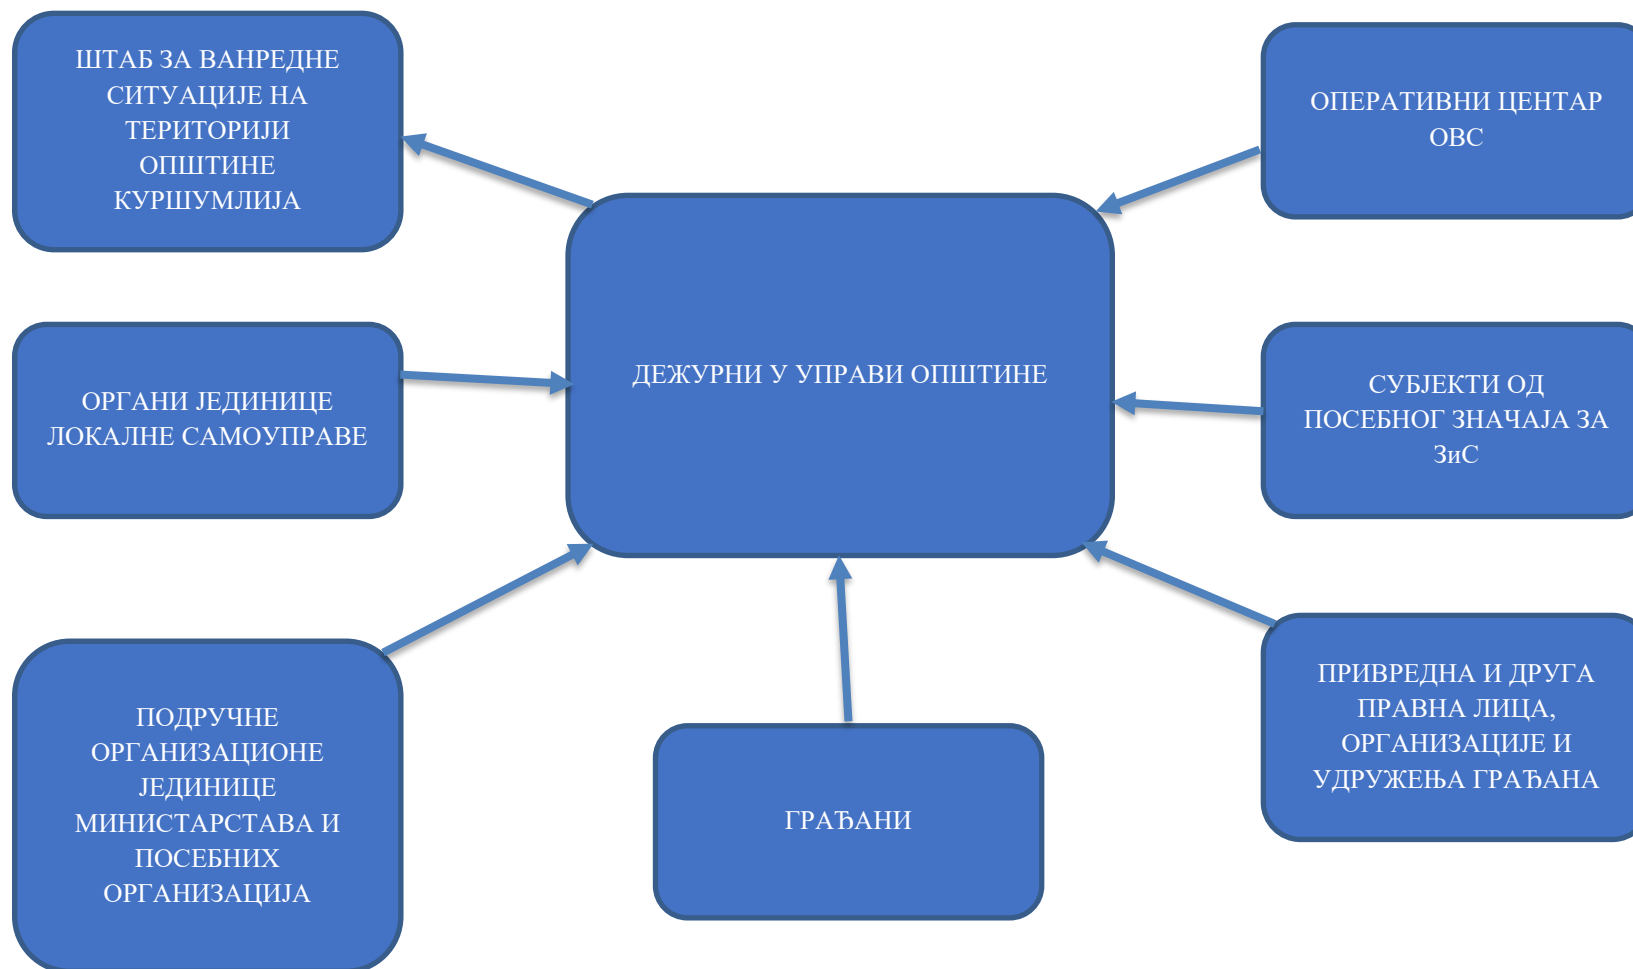 ШТАБ ЗА ВАНРЕДНЕ
СИТУАЦИЈЕ НА
ТЕРИТОРИЈИ
ОПШТИНЕ
КУРШУМЛИЈА
ОПЕРАТИВНИ ЦЕНТАР
ОВС
ДЕЖУРНИ У УПРАВИ ОПШТИНЕ
ОРГАНИ ЈЕДИНИЦЕ
ЛОКАЛНЕ САМОУПРАВЕ
СУБЈЕКТИ ОД
ПОСЕБНОГ ЗНАЧАЈА ЗА
ЗиС
ПОДРУЧНЕ
ОРГАНИЗАЦИОНЕ
ЈЕДИНИЦЕ
МИНИСТАРСТАВА И
ПОСЕБНИХ
ОРГАНИЗАЦИЈА
ГРАЂАНИ
ПРИВРЕДНА И ДРУГА
ПРАВНА ЛИЦА,
ОРГАНИЗАЦИЈЕ И
УДРУЖЕЊА ГРАЂАНА